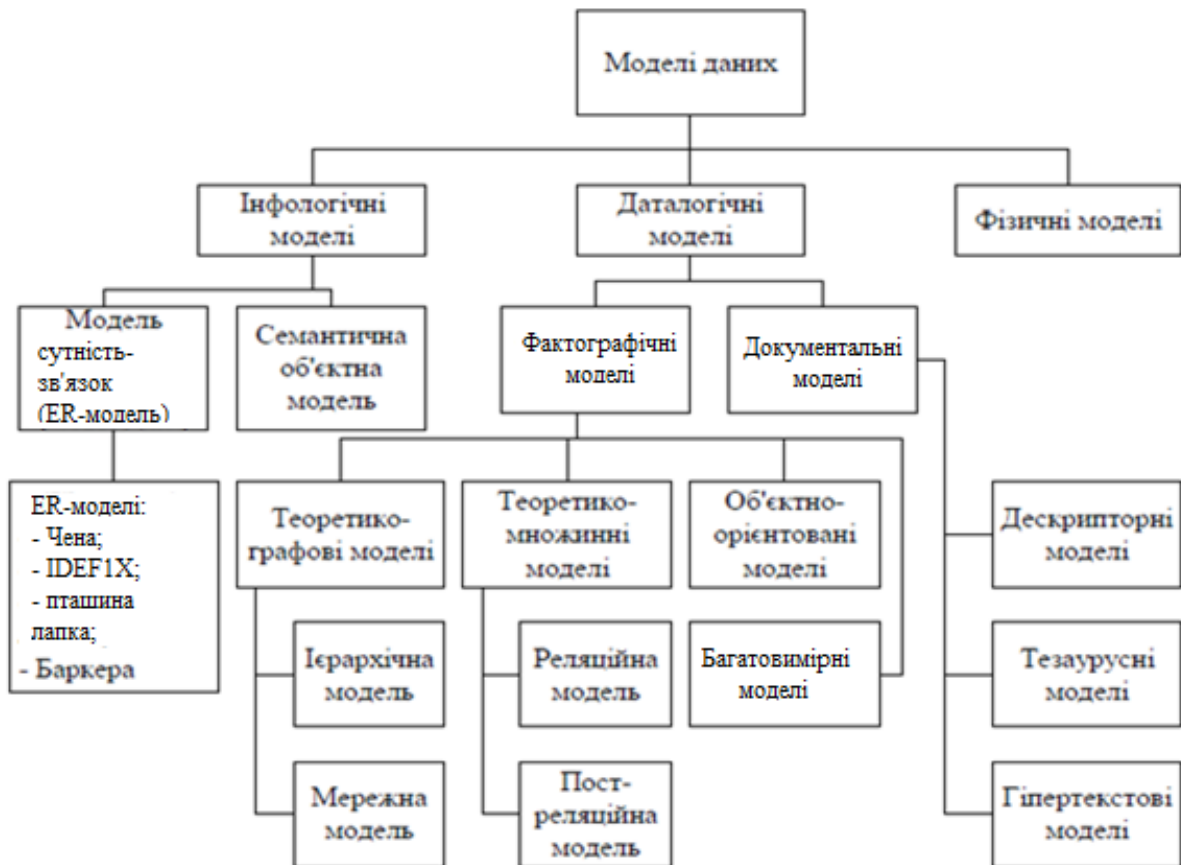 Моделі даних
Інфологічні
моделі
Даталогічні
моделі
Фізичні моделі
Модель
сутність-
зв'язок
(ER-модель)
Семантична
об'єктна
модель
Фактографічні
моделі
Документальні
моделі
ER-моделі:
- Чена;
- IDEF1X;
- пташина
лапка;
- Баркера
Теоретико-
графові моделі
Теоретико-
множинні
моделі
Об'єктно-
орієнтовані
моделі
Дескрипторні
моделі
Ієрархічна
модель
Реляційна
модель
Багатовимірні
моделі
Тезаурусні
моделі
Мережна
модель
Пост-
реляційна
модель
Гіпертекстові
моделі